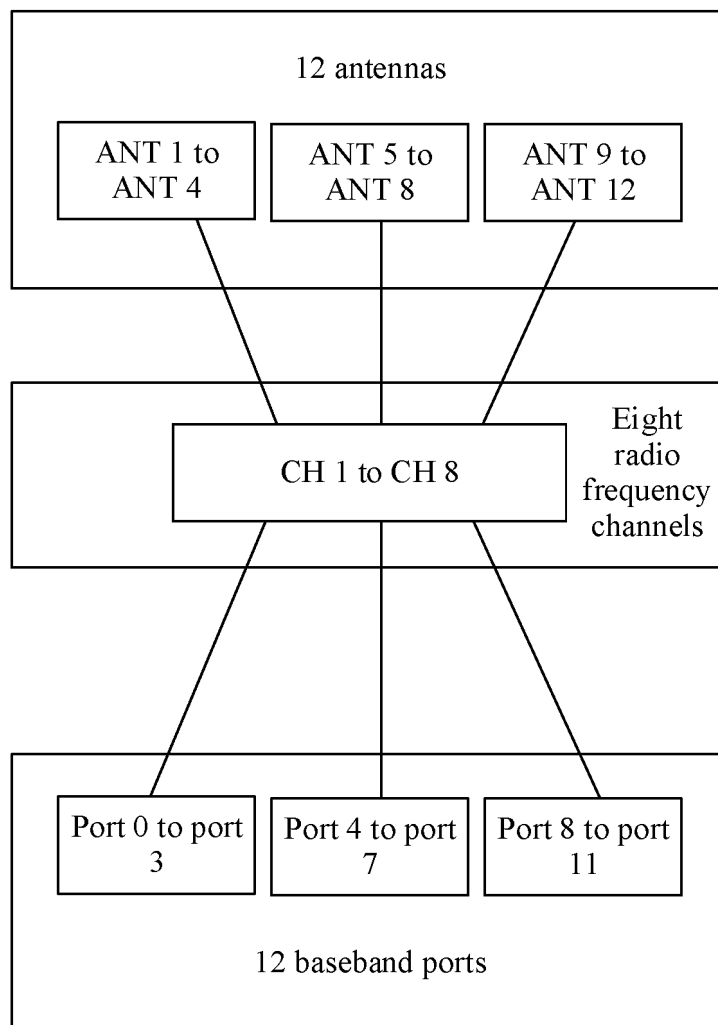 12 antennas
ANT 1 to
ANT 4
ANT 5 to
ANT 8
ANT 9 to
ANT 12
CH 1 to CH 8
Eight
radio
frequency
channels
Port 0 to port
3
Port 4 to port
7
Port 8 to port
11
12 baseband ports